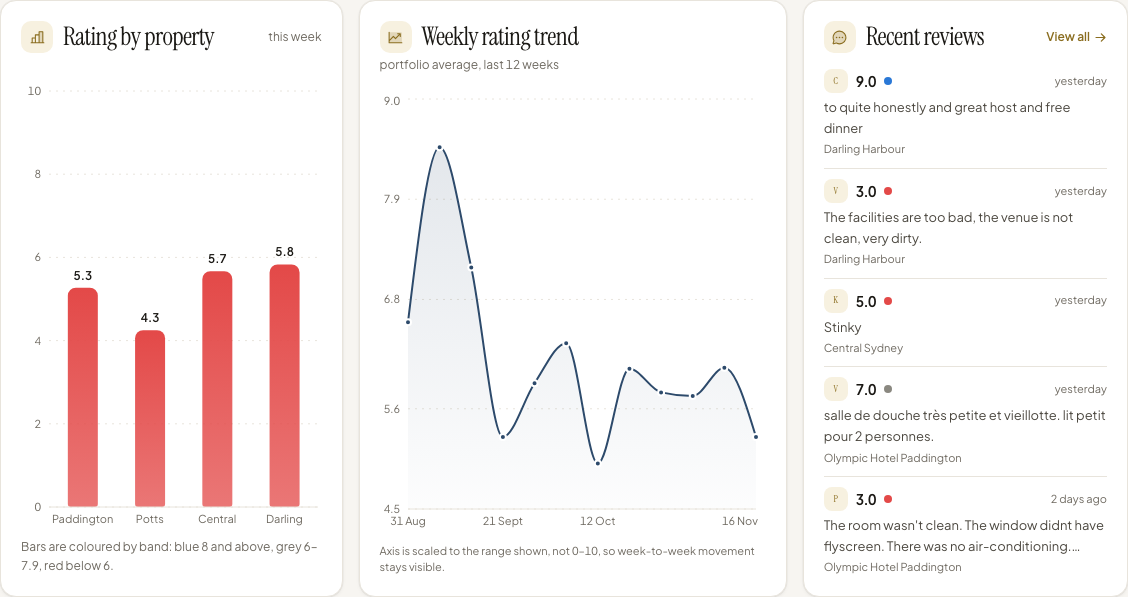 Rating by property
this week
10
8
6
4
2
0
5.3
4.3
5.7
5.8
Paddington
Potts
Central
Darling
Bars are coloured by band: blue 8 and above, grey 6–
7.9, red below 6.
Weekly rating trend
portfolio average, last 12 weeks
9.0
7.9
6.8
5.6
4.5
31 Aug
21 Sept
12 Oct
16 Nov
Axis is scaled to the range shown, not 0–10, so week-to-week movement
stays visible.
Recent reviews
View all →
C
9.0
yesterday
to quite honestly and great host and free
dinner
Darling Harbour
V
3.0
yesterday
The facilities are too bad, the venue is not
clean, very dirty.
Darling Harbour
K
5.0
yesterday
Stinky
Central Sydney
V
7.0
yesterday
salle de douche très petite et vieillotte. lit petit
pour 2 personnes.
Olympic Hotel Paddington
P
3.0
2 days ago
The room wasn't clean. The window didnt have
flyscreen. There was no air-conditioning....
Olympic Hotel Paddington